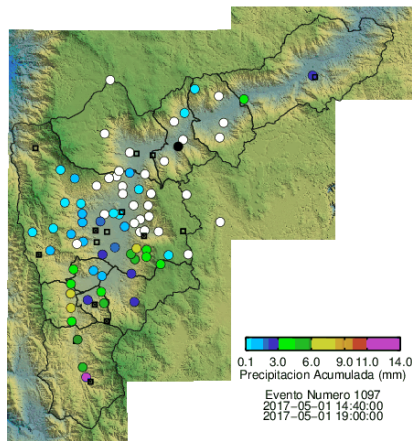 0.1 3.0 6.0 9.0 11.0 14.0 (mm)
Precipitacion Acumulada (mm)
Evento Numero 1097
2017−05−01 14:40:00
2017−05−01 19:00:00